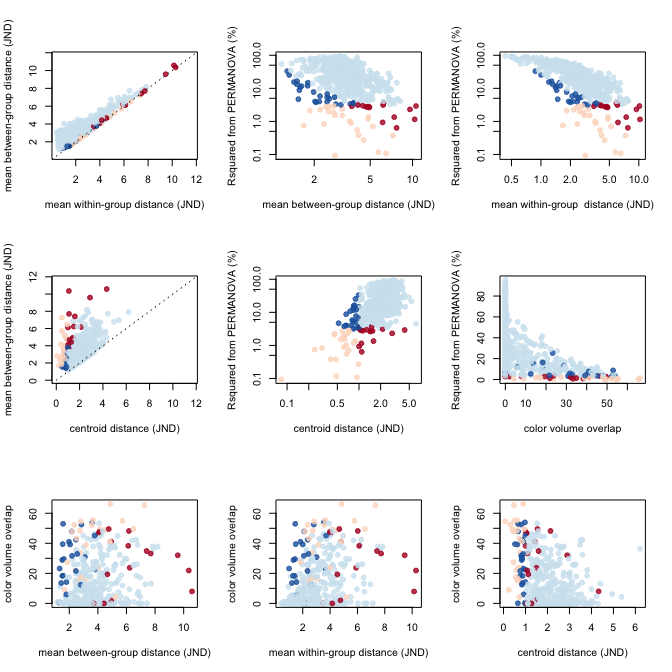 mean between-group distance (JND)
2 4 6 8 10
2 4 6 8 10 12
mean within-group distance (JND)
Rsquared from PERMANOVA (%)
0.1 1.0 10.0 100.0
2 5 10
mean between-group distance (JND)
Rsquared from PERMANOVA (%)
0.1 1.0 10.0 100.0
0.5 1.0 2.0 5.0 10.0
mean within-group distance (JND)
mean between-group distance (JND)
0 2 4 6 8 12
0 2 4 6 8 10 12
centroid distance (JND)
Rsquared from PERMANOVA (%)
0.1 1.0 10.0 100.0
0.1 0.5 2.0 5.0
centroid distance (JND)
Rsquared from PERMANOVA (%)
0 20 40 60 80
0 10 30 50
color volume overlap
color volume overlap
0 20 40 60
2 4 6 8 10
mean between-group distance (JND)
color volume overlap
0 20 40 60
2 4 6 8 10
mean within-group distance (JND)
color volume overlap
0 20 40 60
0 1 2 3 4 5 6
centroid distance (JND)